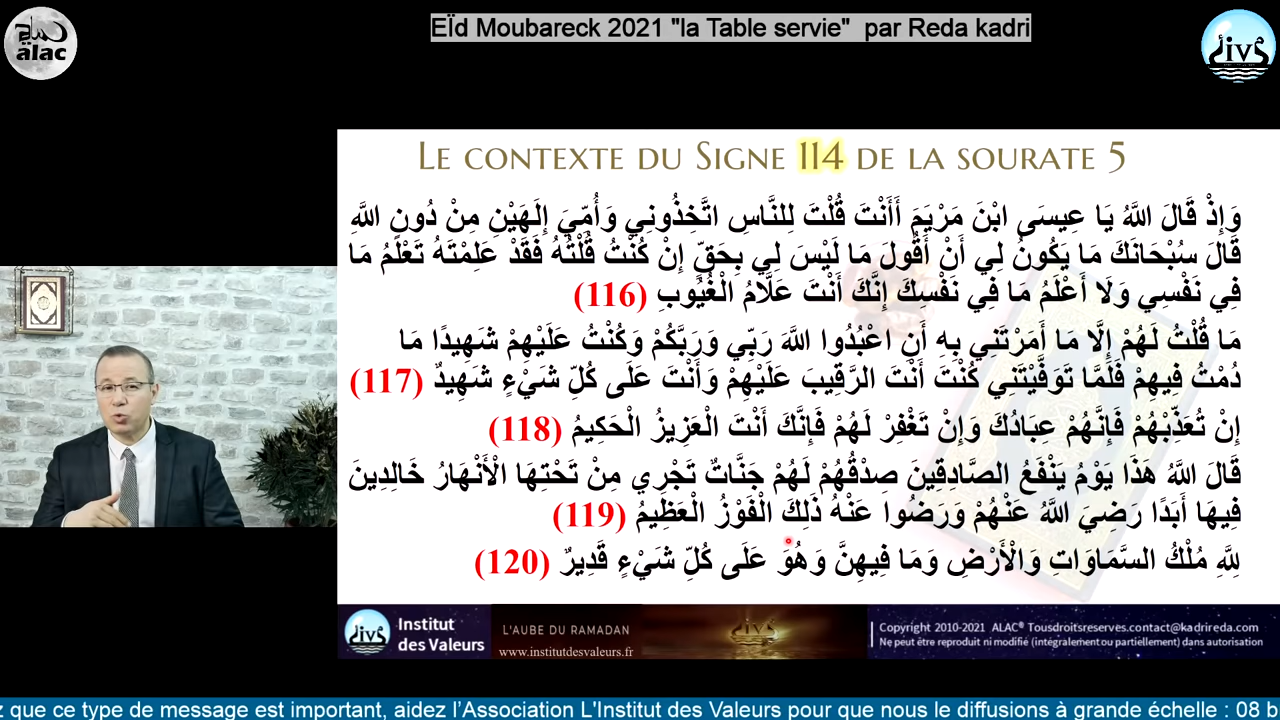 EÏd Moubareck 2021 "la Table servie" par Reda kadri
alac
ivs
Le contexte du Signe 114 de la sourate 5
وَإِذْ قَالَ اللَّهُ يَا عِيسَى ابْنَ مَرْيَمَ أَأَنْتَ قُلْتَ لِلنَّاسِ اتَّخِذُونِي وَأُمِّيَ إِلَهَيْنِ مِنْ دُونِ اللَّهِ
قَالَ سُبْحَانَكَ مَا يَكُونُ لِي أَنْ أَقُولَ مَا لَيْسَ لِي بِحَقٍّ إِنْ كُنْتُ قُلْتُهُ فَقَدْ عَلِمْتَهُ تَعْلَمُ مَا
فِي نَفْسِي وَلَا أَعْلَمُ مَا فِي نَفْسِكَ إِنَّكَ أَنْتَ عَلَّامُ الْغُيُوبِ (116)
مَا قُلْتُ لَهُمْ إِلَّا مَا أَمَرْتَنِي بِهِ أَنِ اعْبُدُوا اللَّهَ رَبِّي وَرَبَّكُمْ وَكُنْتُ عَلَيْهِمْ شَهِيدًا مَا
دُمْتُ فِيهِمْ فَلَمَّا تَوَفَّيْتَنِي كُنْتَ أَنْتَ الرَّقِيبَ عَلَيْهِمْ وَأَنْتَ عَلَى كُلِّ شَيْءٍ شَهِيدٌ (117)
إِنْ تُعَذِّبْهُمْ فَإِنَّهُمْ عِبَادُكَ وَإِنْ تَغْفِرْ لَهُمْ فَإِنَّكَ أَنْتَ الْعَزِيزُ الْحَكِيمُ (118)
قَالَ اللَّهُ هَذَا يَوْمُ يَنْفَعُ الصَّادِقِينَ صِدْقُهُمْ لَهُمْ جَنَّاتٌ تَجْرِي مِنْ تَحْتِهَا الْأَنْهَارُ خَالِدِينَ
فِيهَا أَبَدًا رَضِيَ اللَّهُ عَنْهُمْ وَرَضُوا عَنْهُ ذَلِكَ الْفَوْزُ الْعَظِيمُ (119)
لِلَّهِ مُلْكُ السَّمَاوَاتِ وَالْأَرْضِ وَمَا فِيهِنَّ وَهُوَ عَلَى كُلِّ شَيْءٍ قَدِيرٌ (120)
ivs
Institut
des Valeurs
L'AUBE DU RAMADAN
www.institutdesvaleurs.fr
ivs
Copyright 2010-2021 ALAC® Tousdroitsreserves.contact@kadrireda.com
Ne peut être reproduit ni modifié (intégralement ou partiellement) dans autorisation
z que ce type de message est important, aidez l'Association L'Institut des Valeurs pour que nous le diffusions à grande échelle : 08 b